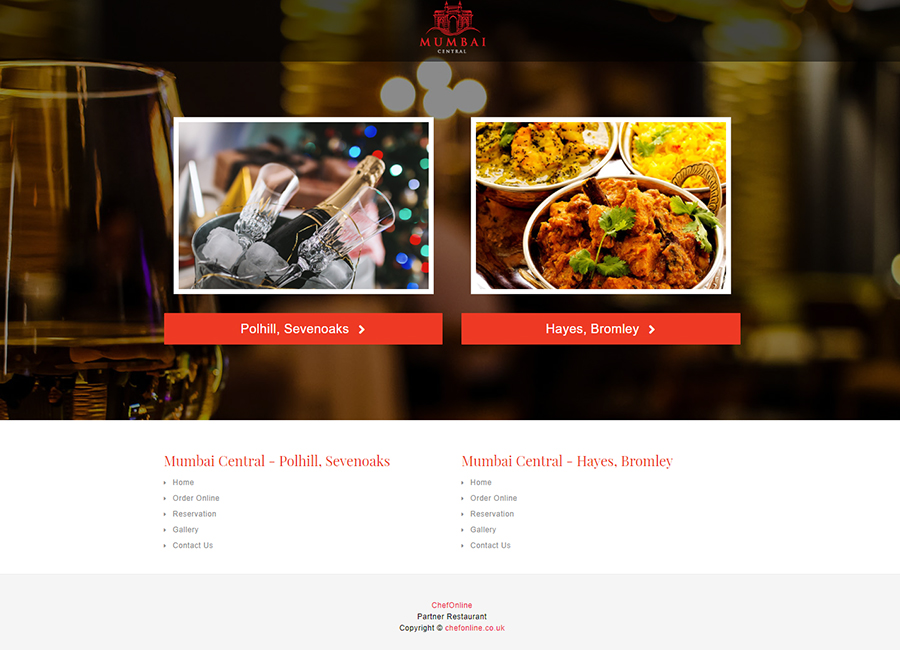 MUMBAI
CENTRAL
Polhill, Sevenoaks
Hayes, Bromley
Mumbai Central - Polhill, Sevenoaks
Home
Order Online
Reservation
Gallery
Contact Us
Mumbai Central - Hayes, Bromley
Home
Order Online
Reservation
Gallery
Contact Us
ChefOnline
Partner Restaurant
Copyright © chefonline.co.uk